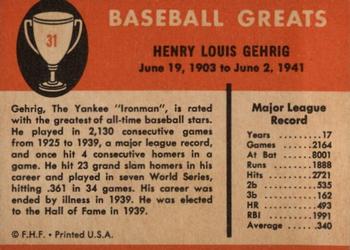 BASEBALL GREATS
31
HENRY LOUIS GEHRIG
June 19, 1903 to June 2, 1941
Gehrig, The Yankee "Ironman", is rated
with the greatest of all-time baseball stars.
He played in 2,130 consecutive games
from 1925 to 1939, a major league record,
and once hit 4 consecutive homers in a
game. He hit 23 grand slam homers in his
career and played in seven World Series,
hitting .361 in 34 games. His career was
ended by illness in 1939. He was elected
to the Hall of Fame in 1939.
© F.H.F. • Printed U.S.A.
Major League
Record
Years ----------- 17
Games -------- 2164
At Bat -------- 8001
Runs ---------- 1888
Hits ----------- 2721
2b -------------- 535
3b -------------- 162
HR -------------- 493
RBI ----------- 1991
Average ------- .340